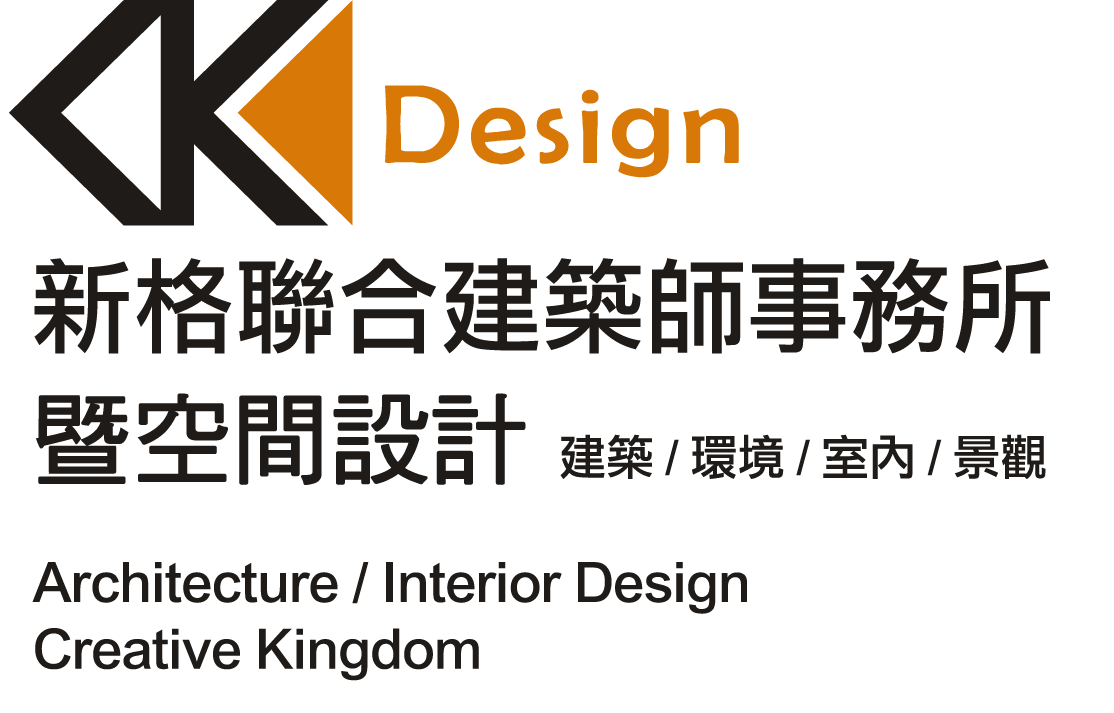 CK Design
新格聯合建築師事務所
暨空間設計 建築 / 環境 / 室內 / 景觀
Architecture / Interior Design
Creative Kingdom